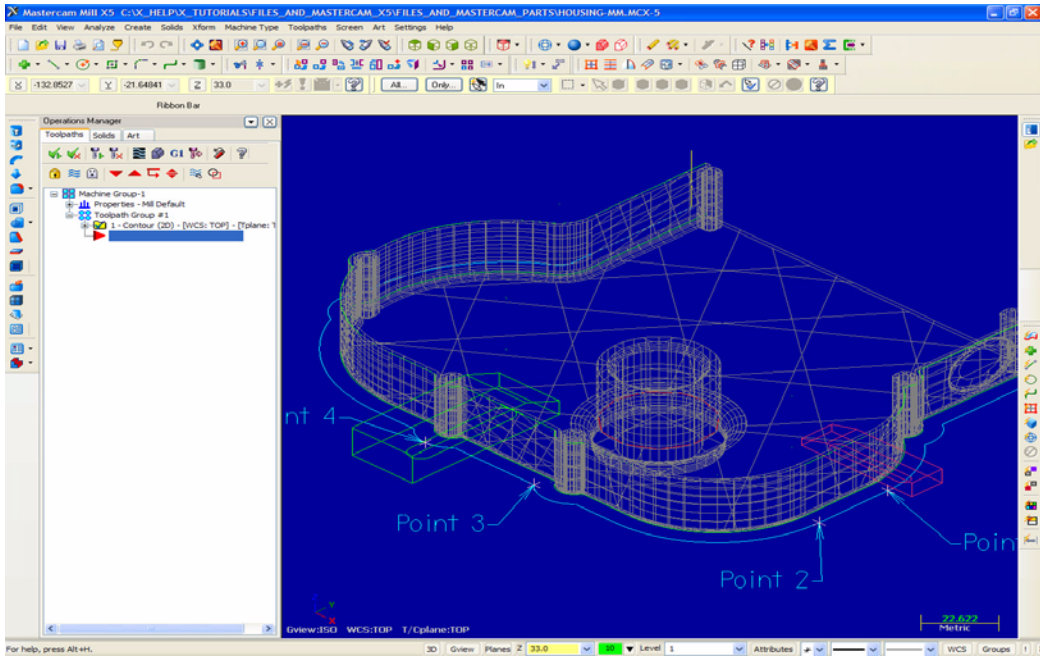 Mastercam Mill X5 C:\X_HELP\X_TUTORIALS\FILES_AND_MASTERCAM_X5\FILES_AND_MASTERCAM_PARTS\HOUSING-MM.MCX-5
File Edit View Analyze Create Solids Xform Machine Type Toolpaths Screen Art Settings Help
X -132.0527 Y -21.64841 Z 33.0 All... Only... In
Ribbon Bar
Operations Manager
Toolpaths Solids Art
G1
Machine Group-1
Properties - Mill Default
Toolpath Group #1
1 - Contour (2D) - [WCS: TOP] - [Tplane: T
nt 4
Point 3
Point 2
Poin
Gview:ISO WCS:TOP T/Cplane:TOP
22.622
Metric
For help, press Alt+H.
3D Gview Planes Z 33.0 10 Level 1 Attributes WCS Groups